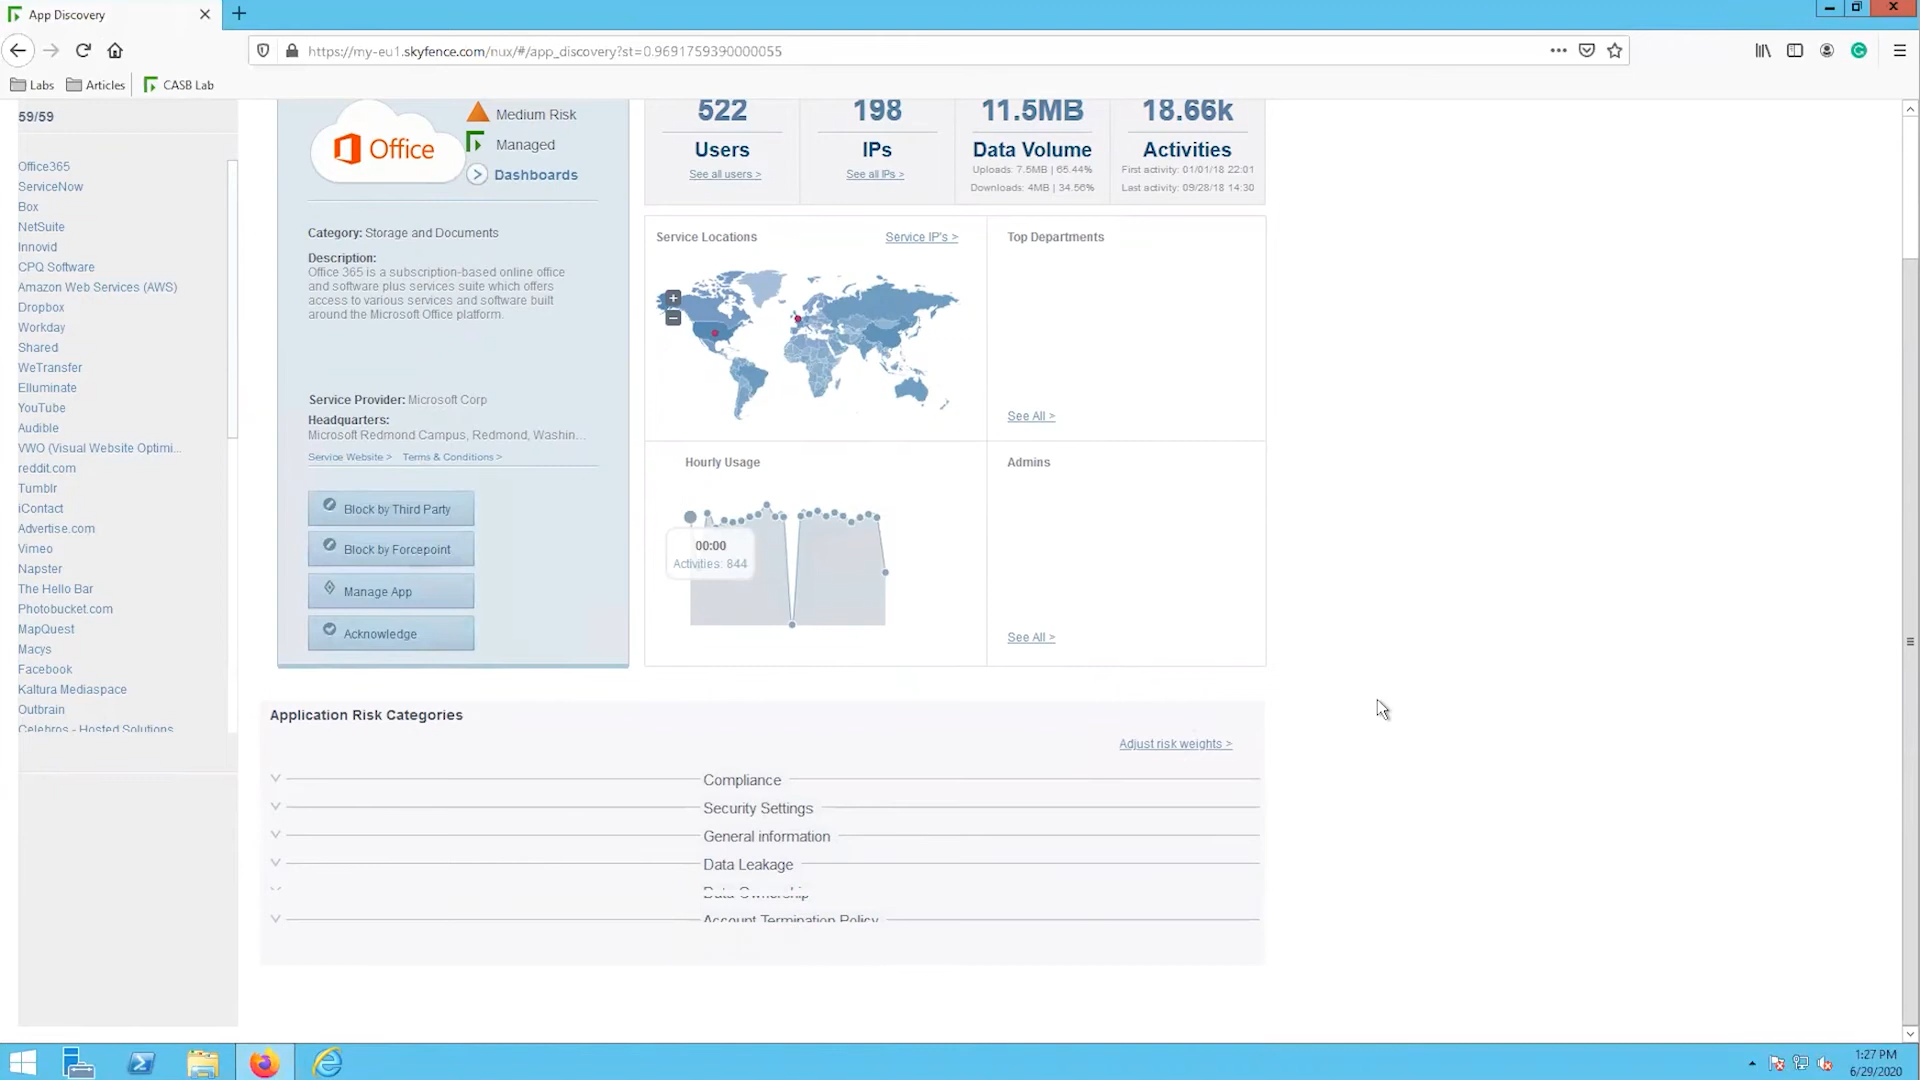 App Discovery
https://my-eu1.skyfence.com/nux/#/app_discovery?st=0.9691759390000055
Labs
Articles
CASB Lab
59/59
Office365
ServiceNow
Box
NetSuite
Innovid
CPQ Software
Amazon Web Services (AWS)
Dropbox
Workday
Shared
WeTransfer
Elluminate
YouTube
Audible
VWO (Visual Website Optimi...
reddit.com
Tumblr
iContact
Advertise.com
Vimeo
Napster
The Hello Bar
Photobucket.com
MapQuest
Macys
Facebook
Kaltura Mediaspace
Outbrain
Celebros - Hosted Solutions
Office
Medium Risk
Managed
Dashboards
Category: Storage and Documents
Description:
Office 365 is a subscription-based online office
and software plus services suite which offers
access to various services and software built
around the Microsoft Office platform.
Service Provider: Microsoft Corp
Headquarters:
Microsoft Redmond Campus, Redmond, Washin...
Service Website > Terms & Conditions >
Block by Third Party
Block by Forcepoint
Manage App
Acknowledge
522
Users
See all users >
198
IPs
See all IPs >
11.5MB
Data Volume
Uploads: 7.5MB | 65.44%
Downloads: 4MB | 34.56%
18.66k
Activities
First activity: 01/01/18 22:01
Last activity: 09/28/18 14:30
Service Locations
Service IP's >
Top Departments
See All >
Hourly Usage
00:00
Activities: 844
Admins
See All >
Application Risk Categories
Adjust risk weights >
Compliance
Security Settings
General information
Data Leakage
Data Ownership
Account Termination Policy
1:27 PM
6/29/2020